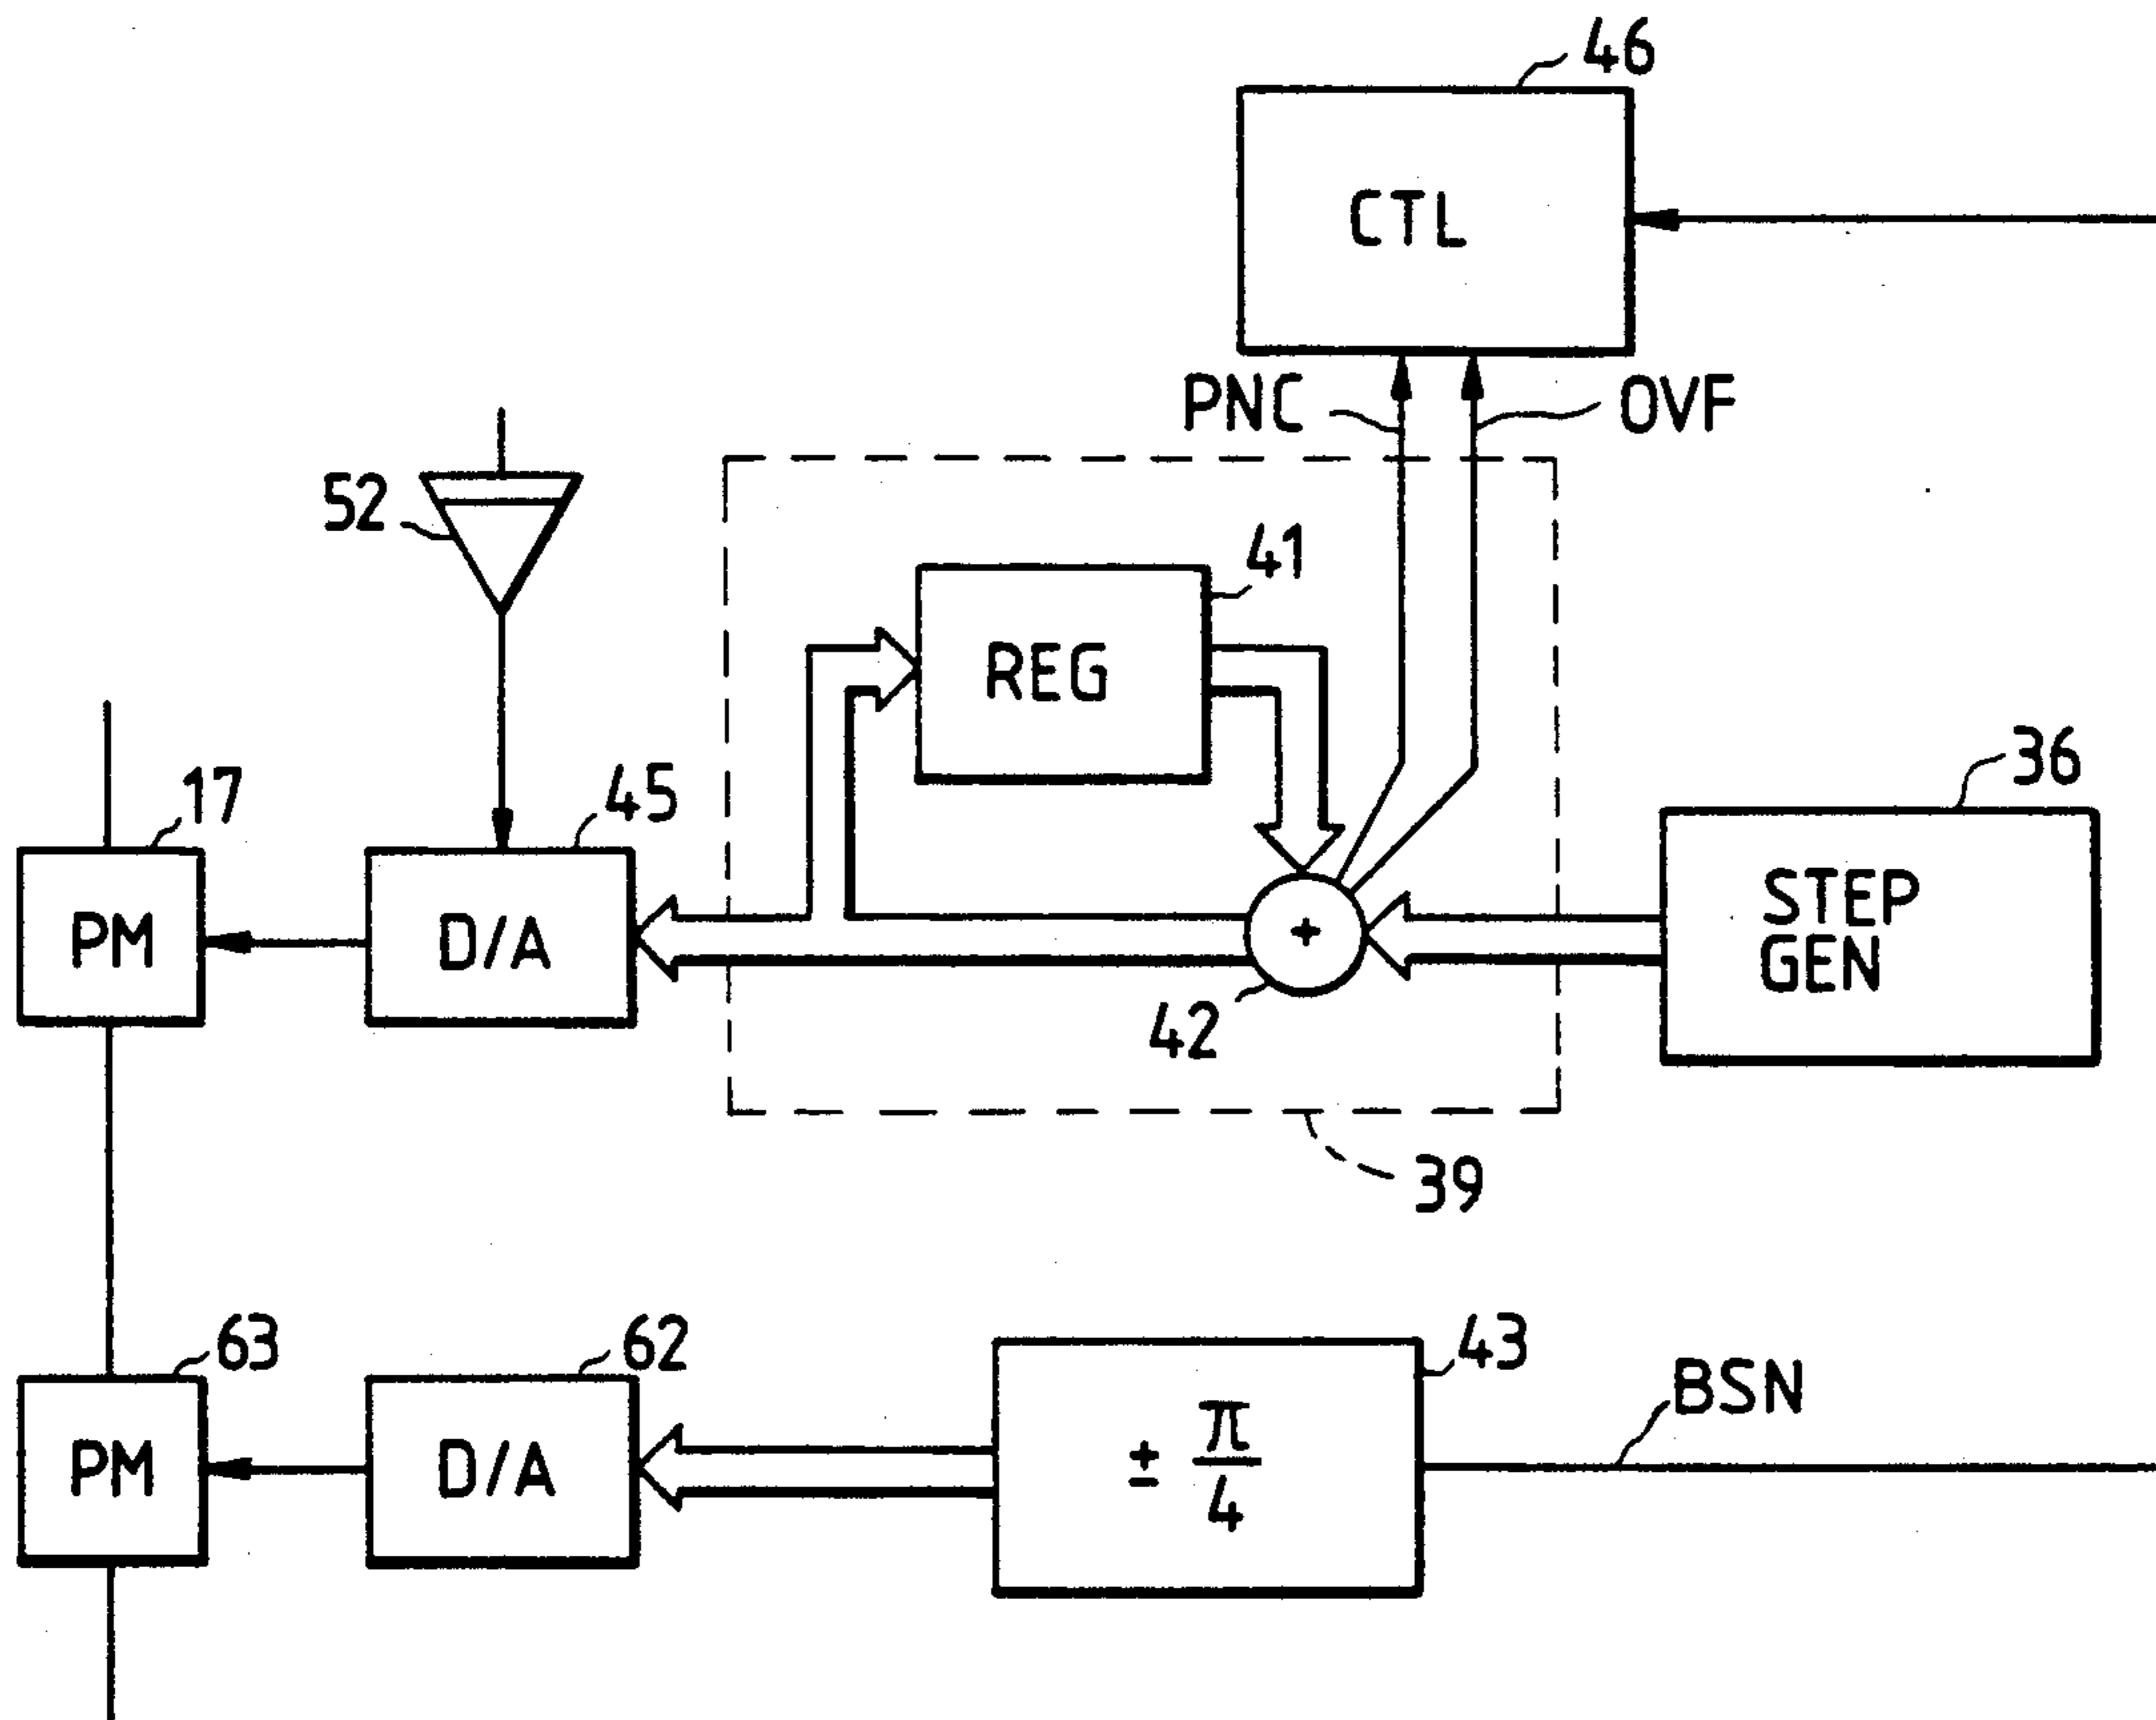 46
CTL
PNC
OVF
52
41
REG
36
17
45
PM
D/A
+
STEP
GEN
42
39
63
62
43
BSN
PM
D/A
± π/4